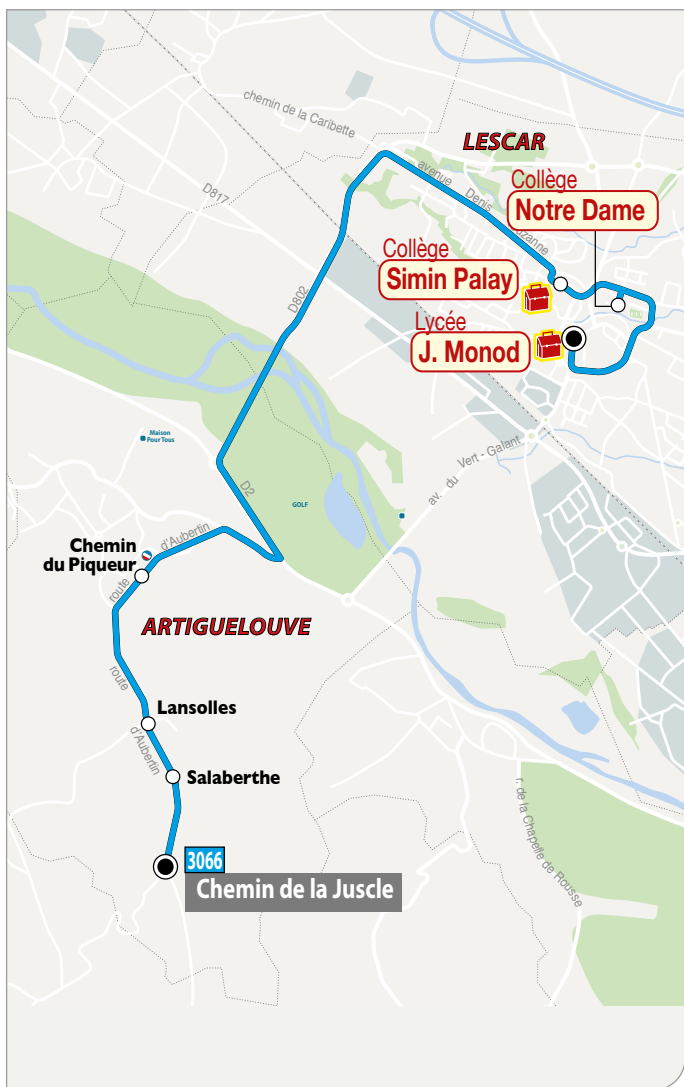 chemin de la Caribette
LESCAR
avenue Denis
Collège
Notre Dame
D817
Collège
Simin Palay
D802
Lycée
J. Monod
Maison
Pour Tous
av. du Vert - Galant
D2
GOLF
d'Aubertin
Chemin
du Piqueur
route
ARTIGUELOUVE
route
Lansolles
d'Aubertin
Salaberthe
r. de la Chapelle de Rousse
3066
Chemin de la Juscle